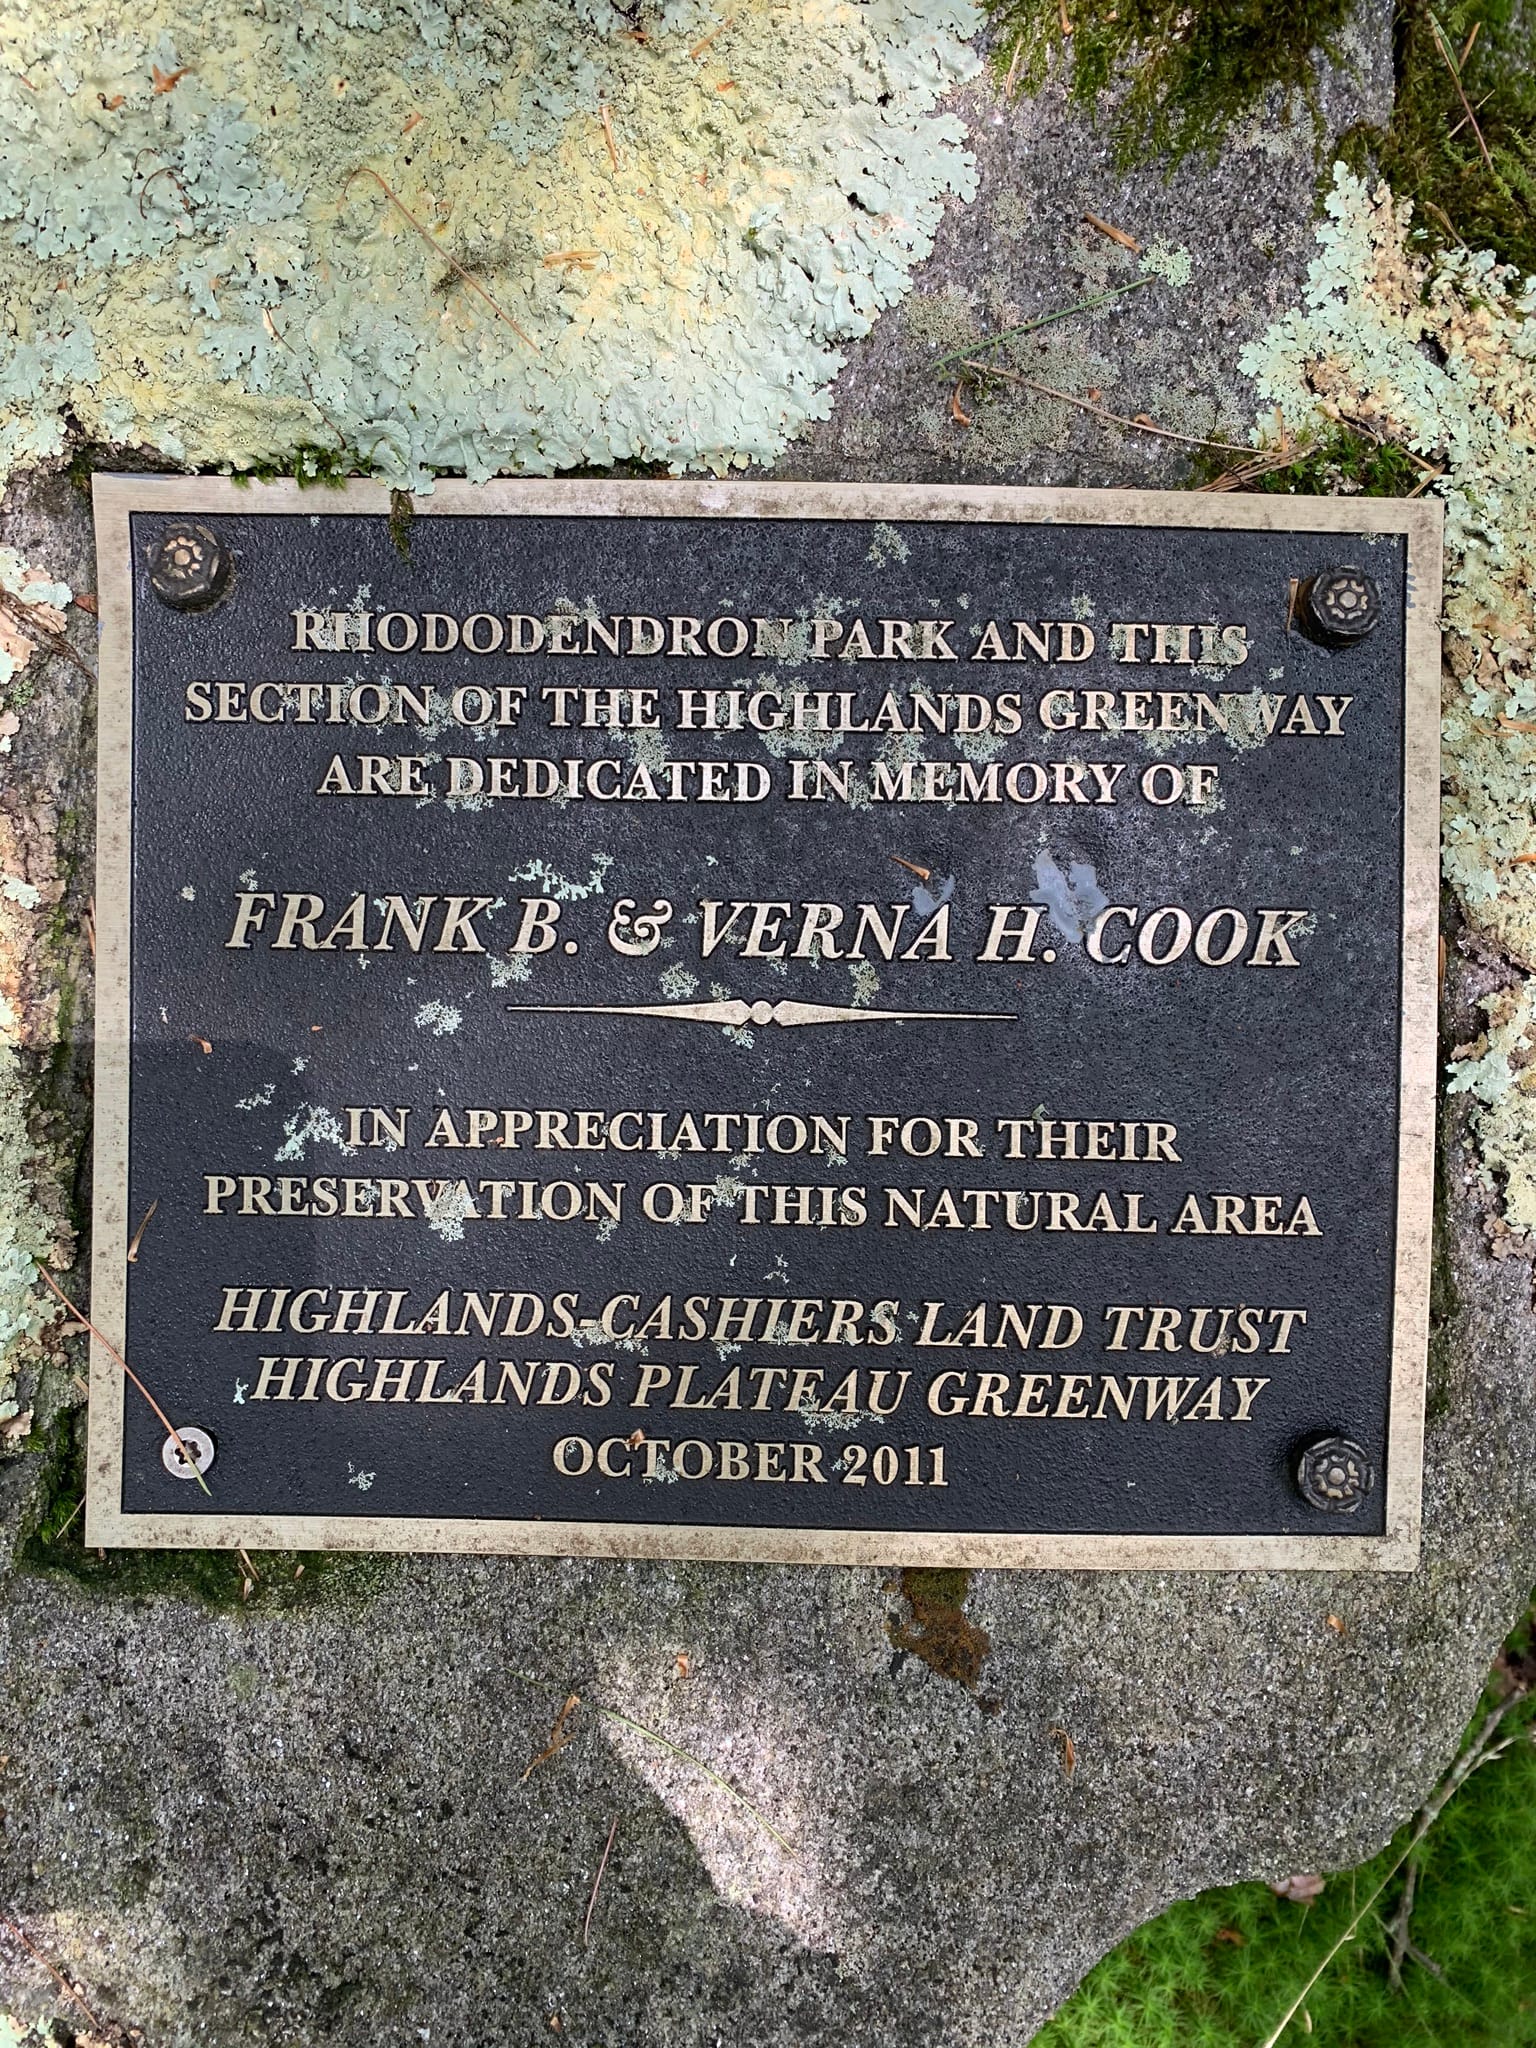 RHODODENDRON PARK AND THIS
SECTION OF THE HIGHLANDS GREENWAY
ARE DEDICATED IN MEMORY OF
FRANK B. & VERNA H. COOK
IN APPRECIATION FOR THEIR
PRESERVATION OF THIS NATURAL AREA
HIGHLANDS-CASHIERS LAND TRUST
HIGHLANDS PLATEAU GREENWAY
OCTOBER 2011